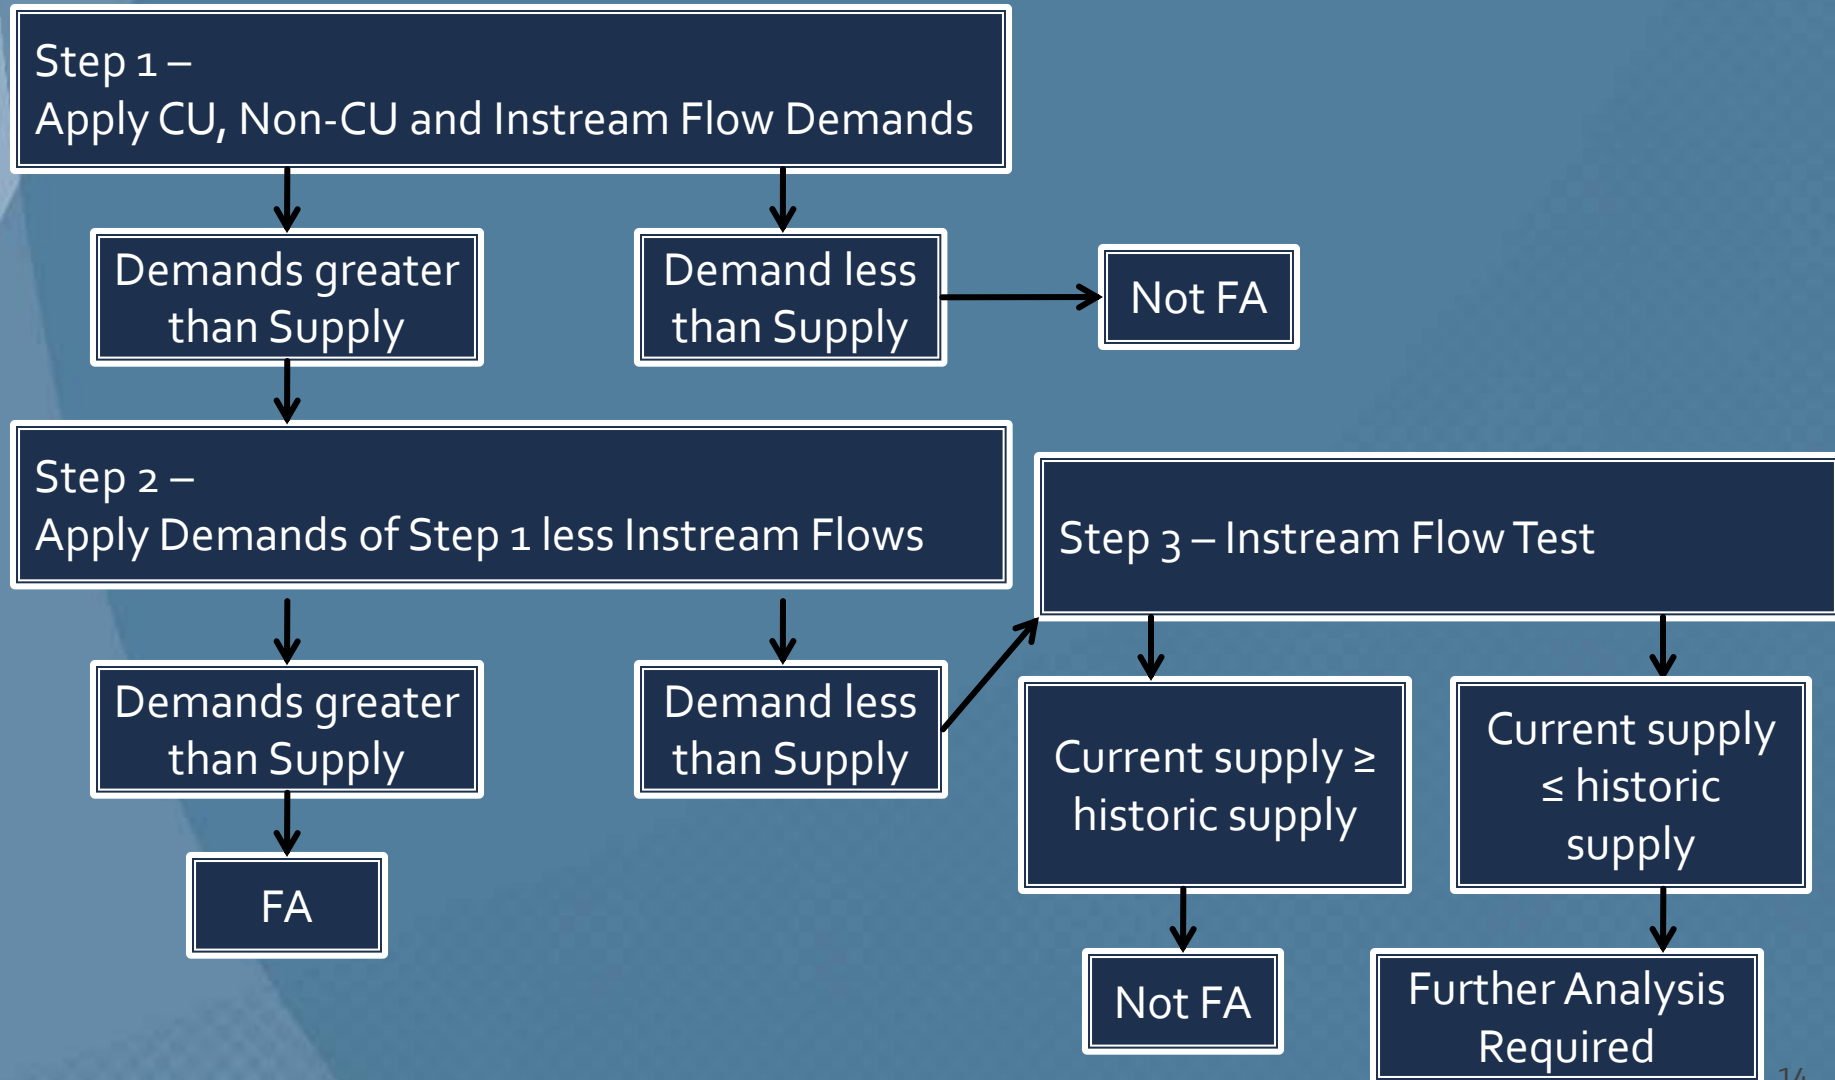 Step 1 –
Apply CU, Non-CU and Instream Flow Demands
Demands greater
than Supply
Demand less
than Supply
Not FA
Step 2 –
Apply Demands of Step 1 less Instream Flows
Step 3 – Instream Flow Test
Demands greater
than Supply
Demand less
than Supply
Current supply ≥
historic supply
Current supply
≤ historic
supply
FA
Not FA
Further Analysis
Required
14